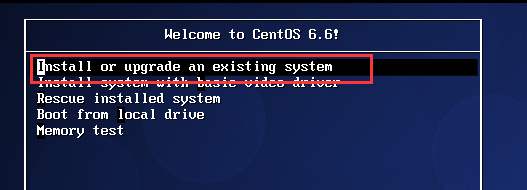 Welcome to CentOS 6.6!
Install or upgrade an existing system
Install system with basic video driver
Rescue installed system
Boot from local drive
Memory test